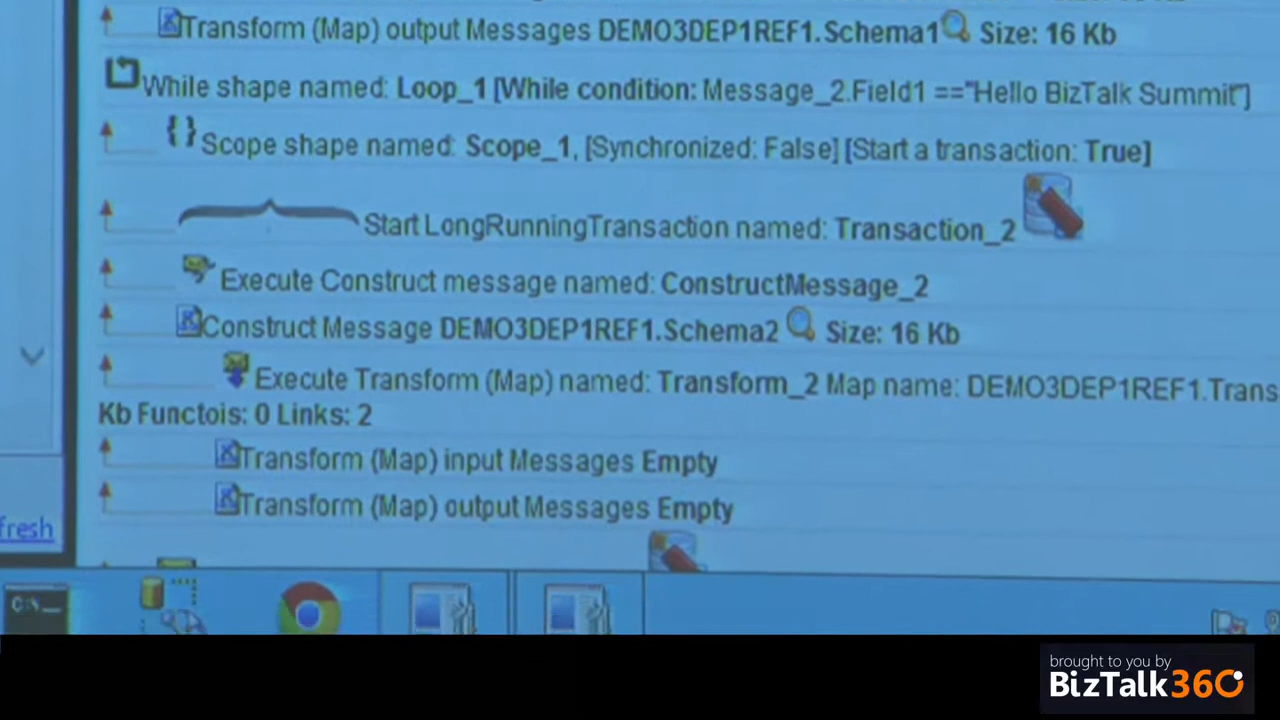 Transform (Map) output Messages DEMO3DEP1REF1.Schema1 Size: 16 Kb
While shape named: Loop_1 [While condition: Message_2.Field1 =="Hello BizTalk Summit"]
{ } Scope shape named: Scope_1, [Synchronized: False] [Start a transaction: True]
Start LongRunningTransaction named: Transaction_2
Execute Construct message named: ConstructMessage_2
Construct Message DEMO3DEP1REF1.Schema2 Size: 16 Kb
Execute Transform (Map) named: Transform_2 Map name: DEMO3DEP1REF1.Trans
Kb Functois: 0 Links: 2
Transform (Map) input Messages Empty
Transform (Map) output Messages Empty
fresh
C:\_
brought to you by
BizTalk360